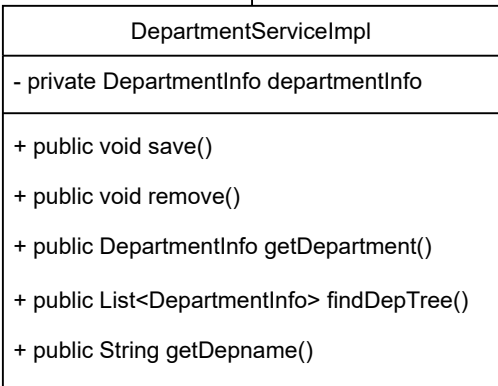 DepartmentServiceImpl
- private DepartmentInfo departmentInfo
+ public void save()
+ public void remove()
+ public DepartmentInfo getDepartment()
+ public List<DepartmentInfo> findDepTree()
+ public String getDepname()